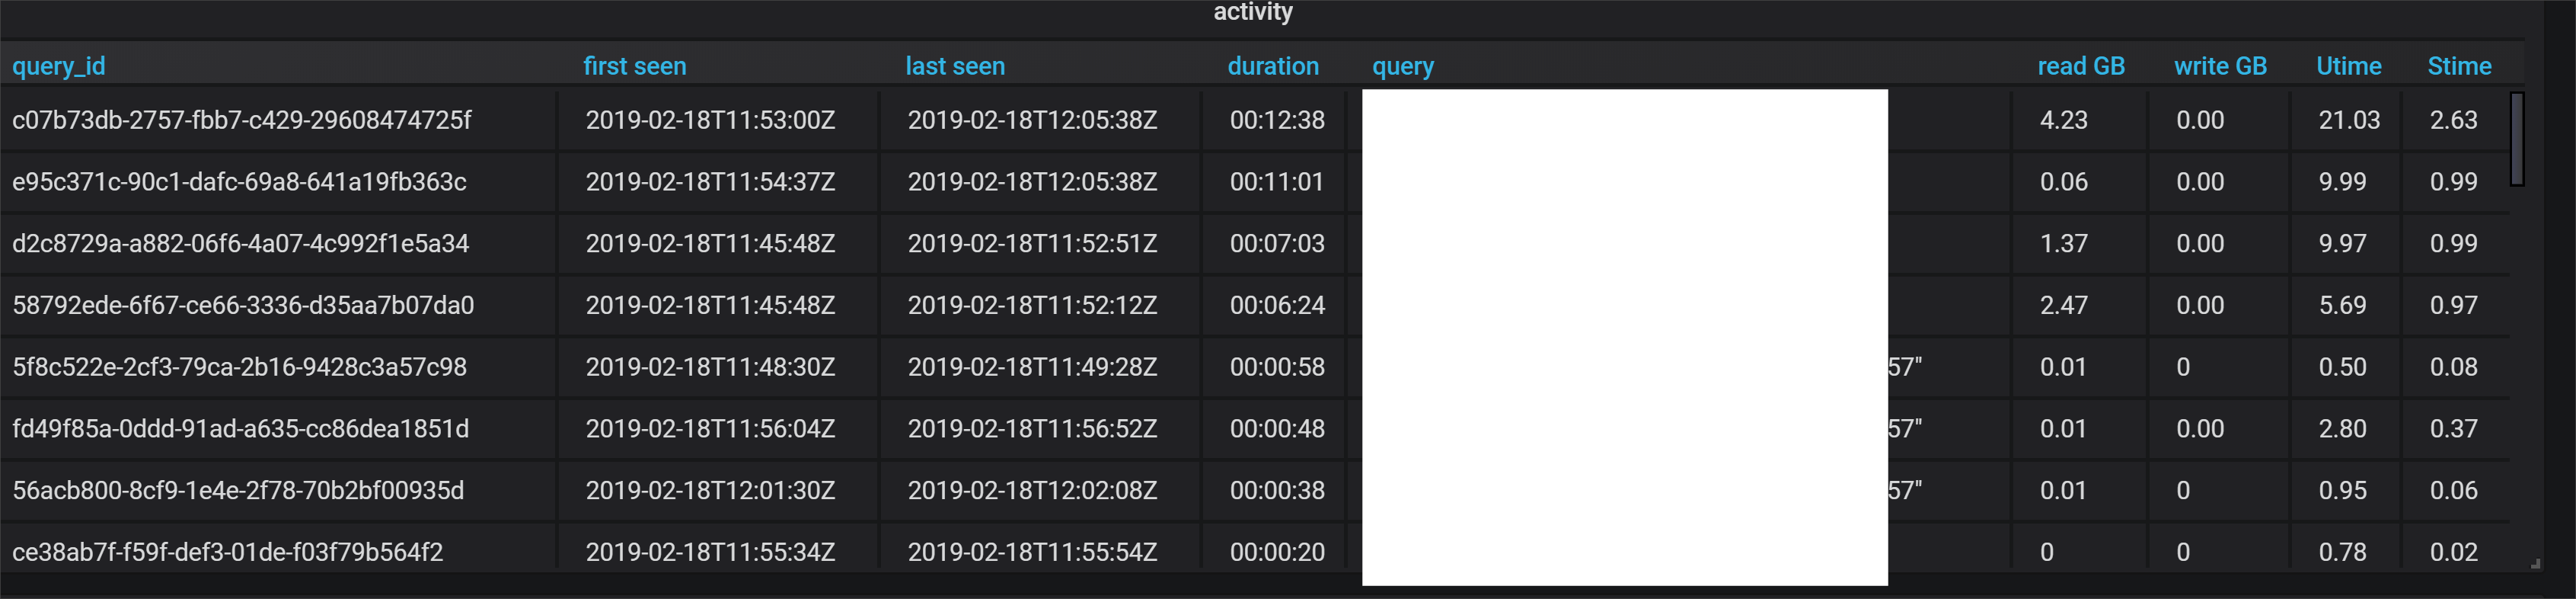 activity
query_id first seen last seen duration query read GB write GB Utime Stime
c07b73db-2757-fbb7-c429-29608474725f 2019-02-18T11:53:00Z 2019-02-18T12:05:38Z 00:12:38 4.23 0.00 21.03 2.63
e95c371c-90c1-dafc-69a8-641a19fb363c 2019-02-18T11:54:37Z 2019-02-18T12:05:38Z 00:11:01 0.06 0.00 9.99 0.99
d2c8729a-a882-06f6-4a07-4c992f1e5a34 2019-02-18T11:45:48Z 2019-02-18T11:52:51Z 00:07:03 1.37 0.00 9.97 0.99
58792ede-6f67-ce66-3336-d35aa7b07da0 2019-02-18T11:45:48Z 2019-02-18T11:52:12Z 00:06:24 2.47 0.00 5.69 0.97
5f8c522e-2cf3-79ca-2b16-9428c3a57c98 2019-02-18T11:48:30Z 2019-02-18T11:49:28Z 00:00:58 57" 0.01 0 0.50 0.08
fd49f85a-0ddd-91ad-a635-cc86dea1851d 2019-02-18T11:56:04Z 2019-02-18T11:56:52Z 00:00:48 57" 0.01 0.00 2.80 0.37
56acb800-8cf9-1e4e-2f78-70b2bf00935d 2019-02-18T12:01:30Z 2019-02-18T12:02:08Z 00:00:38 57" 0.01 0 0.95 0.06
ce38ab7f-f59f-def3-01de-f03f79b564f2 2019-02-18T11:55:34Z 2019-02-18T11:55:54Z 00:00:20 0 0 0.78 0.02